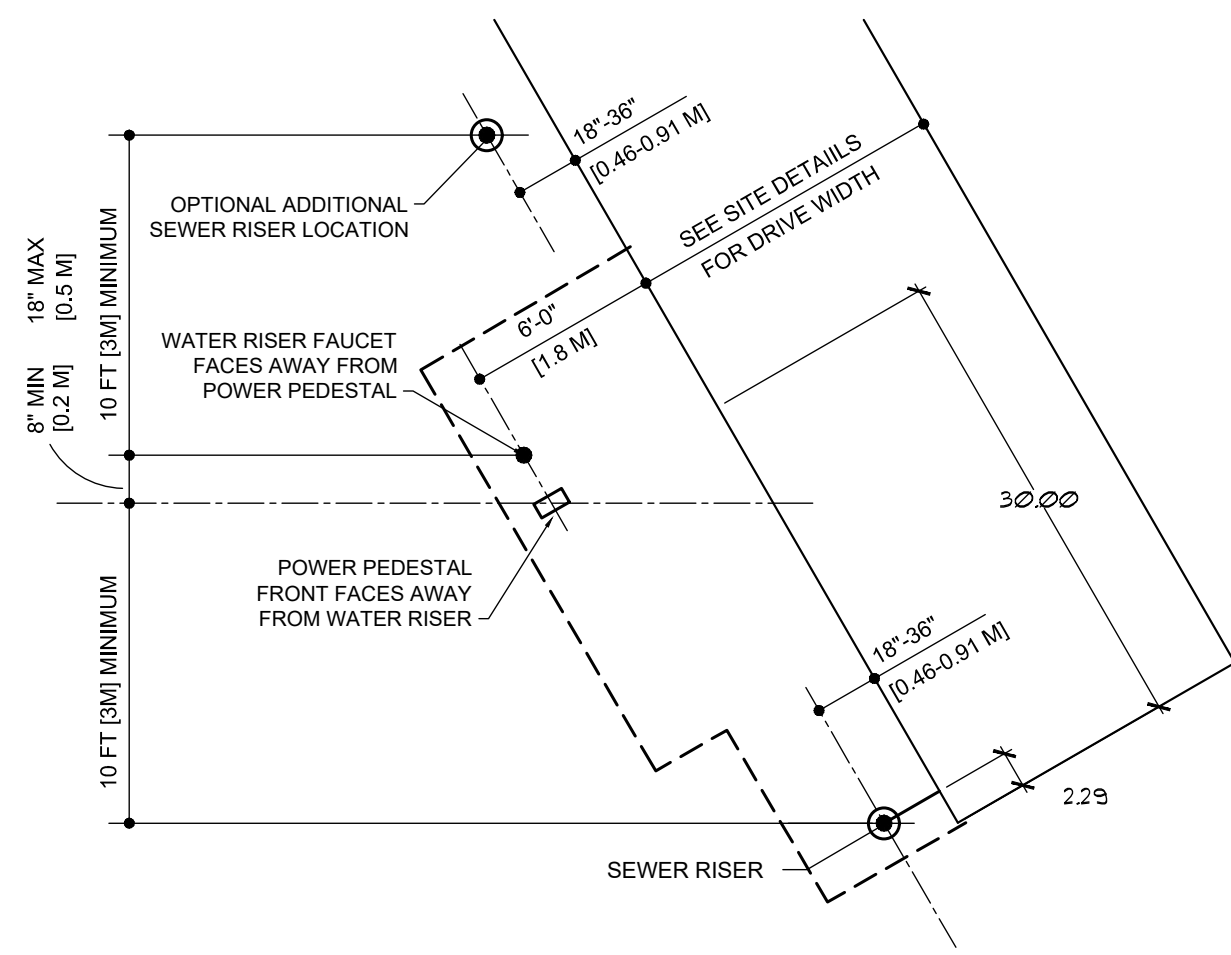 18"-36"
[0.46-0.91 M]
OPTIONAL ADDITIONAL
SEWER RISER LOCATION
SEE SITE DETAIILS
FOR DRIVE WIDTH
10 FT [3M] MINIMUM
18" MAX
[0.5 M]
8" MIN
[0.2 M]
6'-0"
[1.8 M]
WATER RISER FAUCET
FACES AWAY FROM
POWER PEDESTAL
30.00
POWER PEDESTAL
FRONT FACES AWAY
FROM WATER RISER
10 FT [3M] MINIMUM
18"-36"
[0.46-0.91 M]
2.29
SEWER RISER